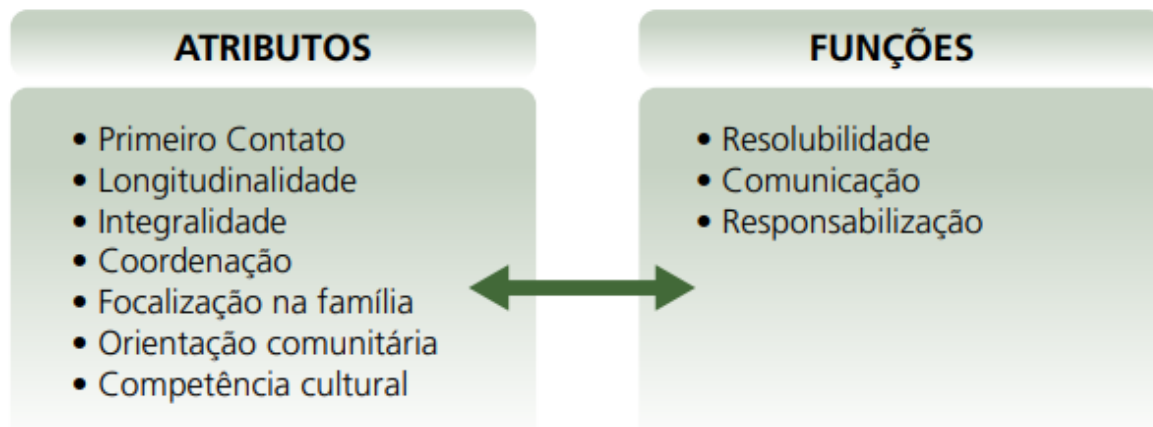 ATRIBUTOS
• Primeiro Contato
• Longitudinalidade
• Integralidade
• Coordenação
• Focalização na família
• Orientação comunitária
• Competência cultural
FUNÇÕES
• Resolubilidade
• Comunicação
• Responsabilização